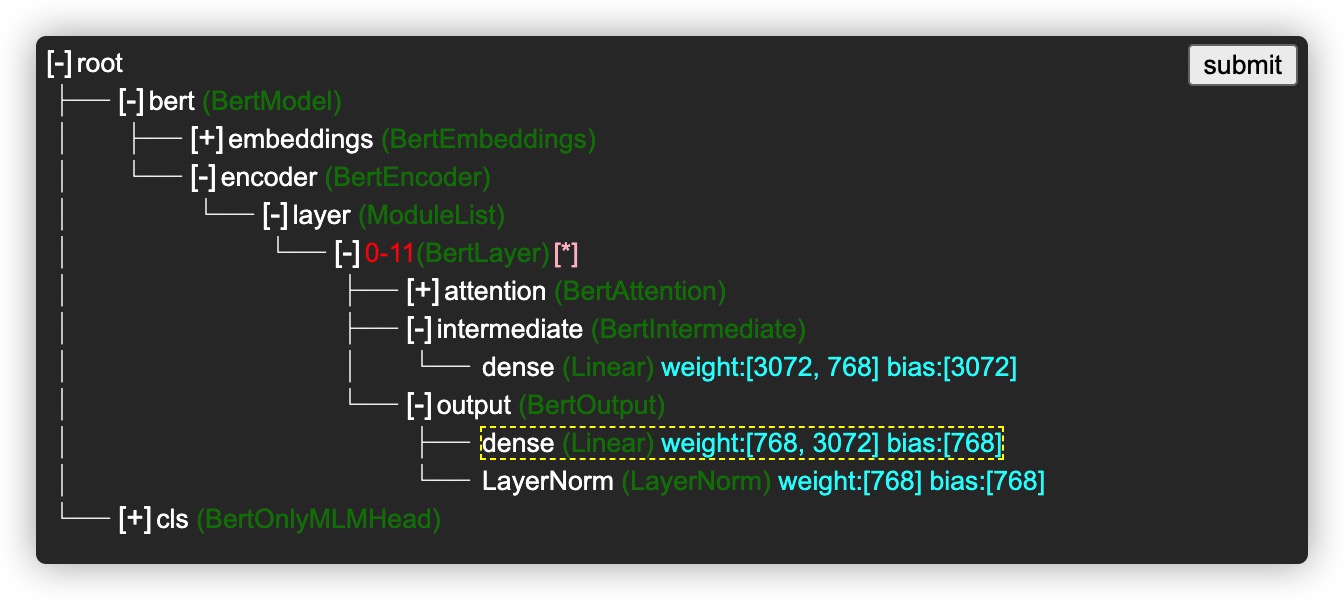 [-]root submit
[-]bert (BertModel)
[+]embeddings (BertEmbeddings)
[-]encoder (BertEncoder)
[-]layer (ModuleList)
[-]0-11(BertLayer)[*]
[+]attention (BertAttention)
[-]intermediate (BertIntermediate)
dense (Linear) weight:[3072, 768] bias:[3072]
[-]output (BertOutput)
dense (Linear) weight:[768, 3072] bias:[768]
LayerNorm (LayerNorm) weight:[768] bias:[768]
[+]cls (BertOnlyMLMHead)